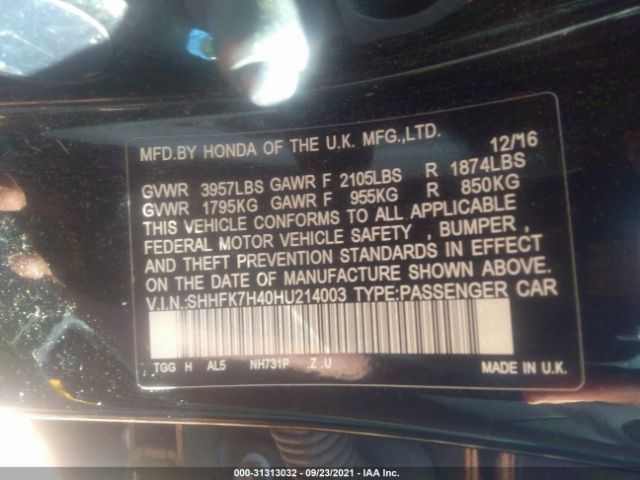 MFD.BY HONDA OF THE U.K. MFG.,LTD. 12/16
GVWR 3957LBS GAWR F 2105LBS R 1874LBS
GVWR 1795KG GAWR F 955KG R 850KG
THIS VEHICLE CONFORMS TO ALL APPLICABLE
FEDERAL MOTOR VEHICLE SAFETY , BUMPER ,
AND THEFT PREVENTION STANDARDS IN EFFECT
ON THE DATE OF MANUFACTURE SHOWN ABOVE.
V.I.N.:SHHFK7H40HU214003 TYPE:PASSENGER CAR
TGG H AL5 NH731P .Z .U MADE IN U.K.
000-31313032 - 09/23/2021 - IAA Inc.